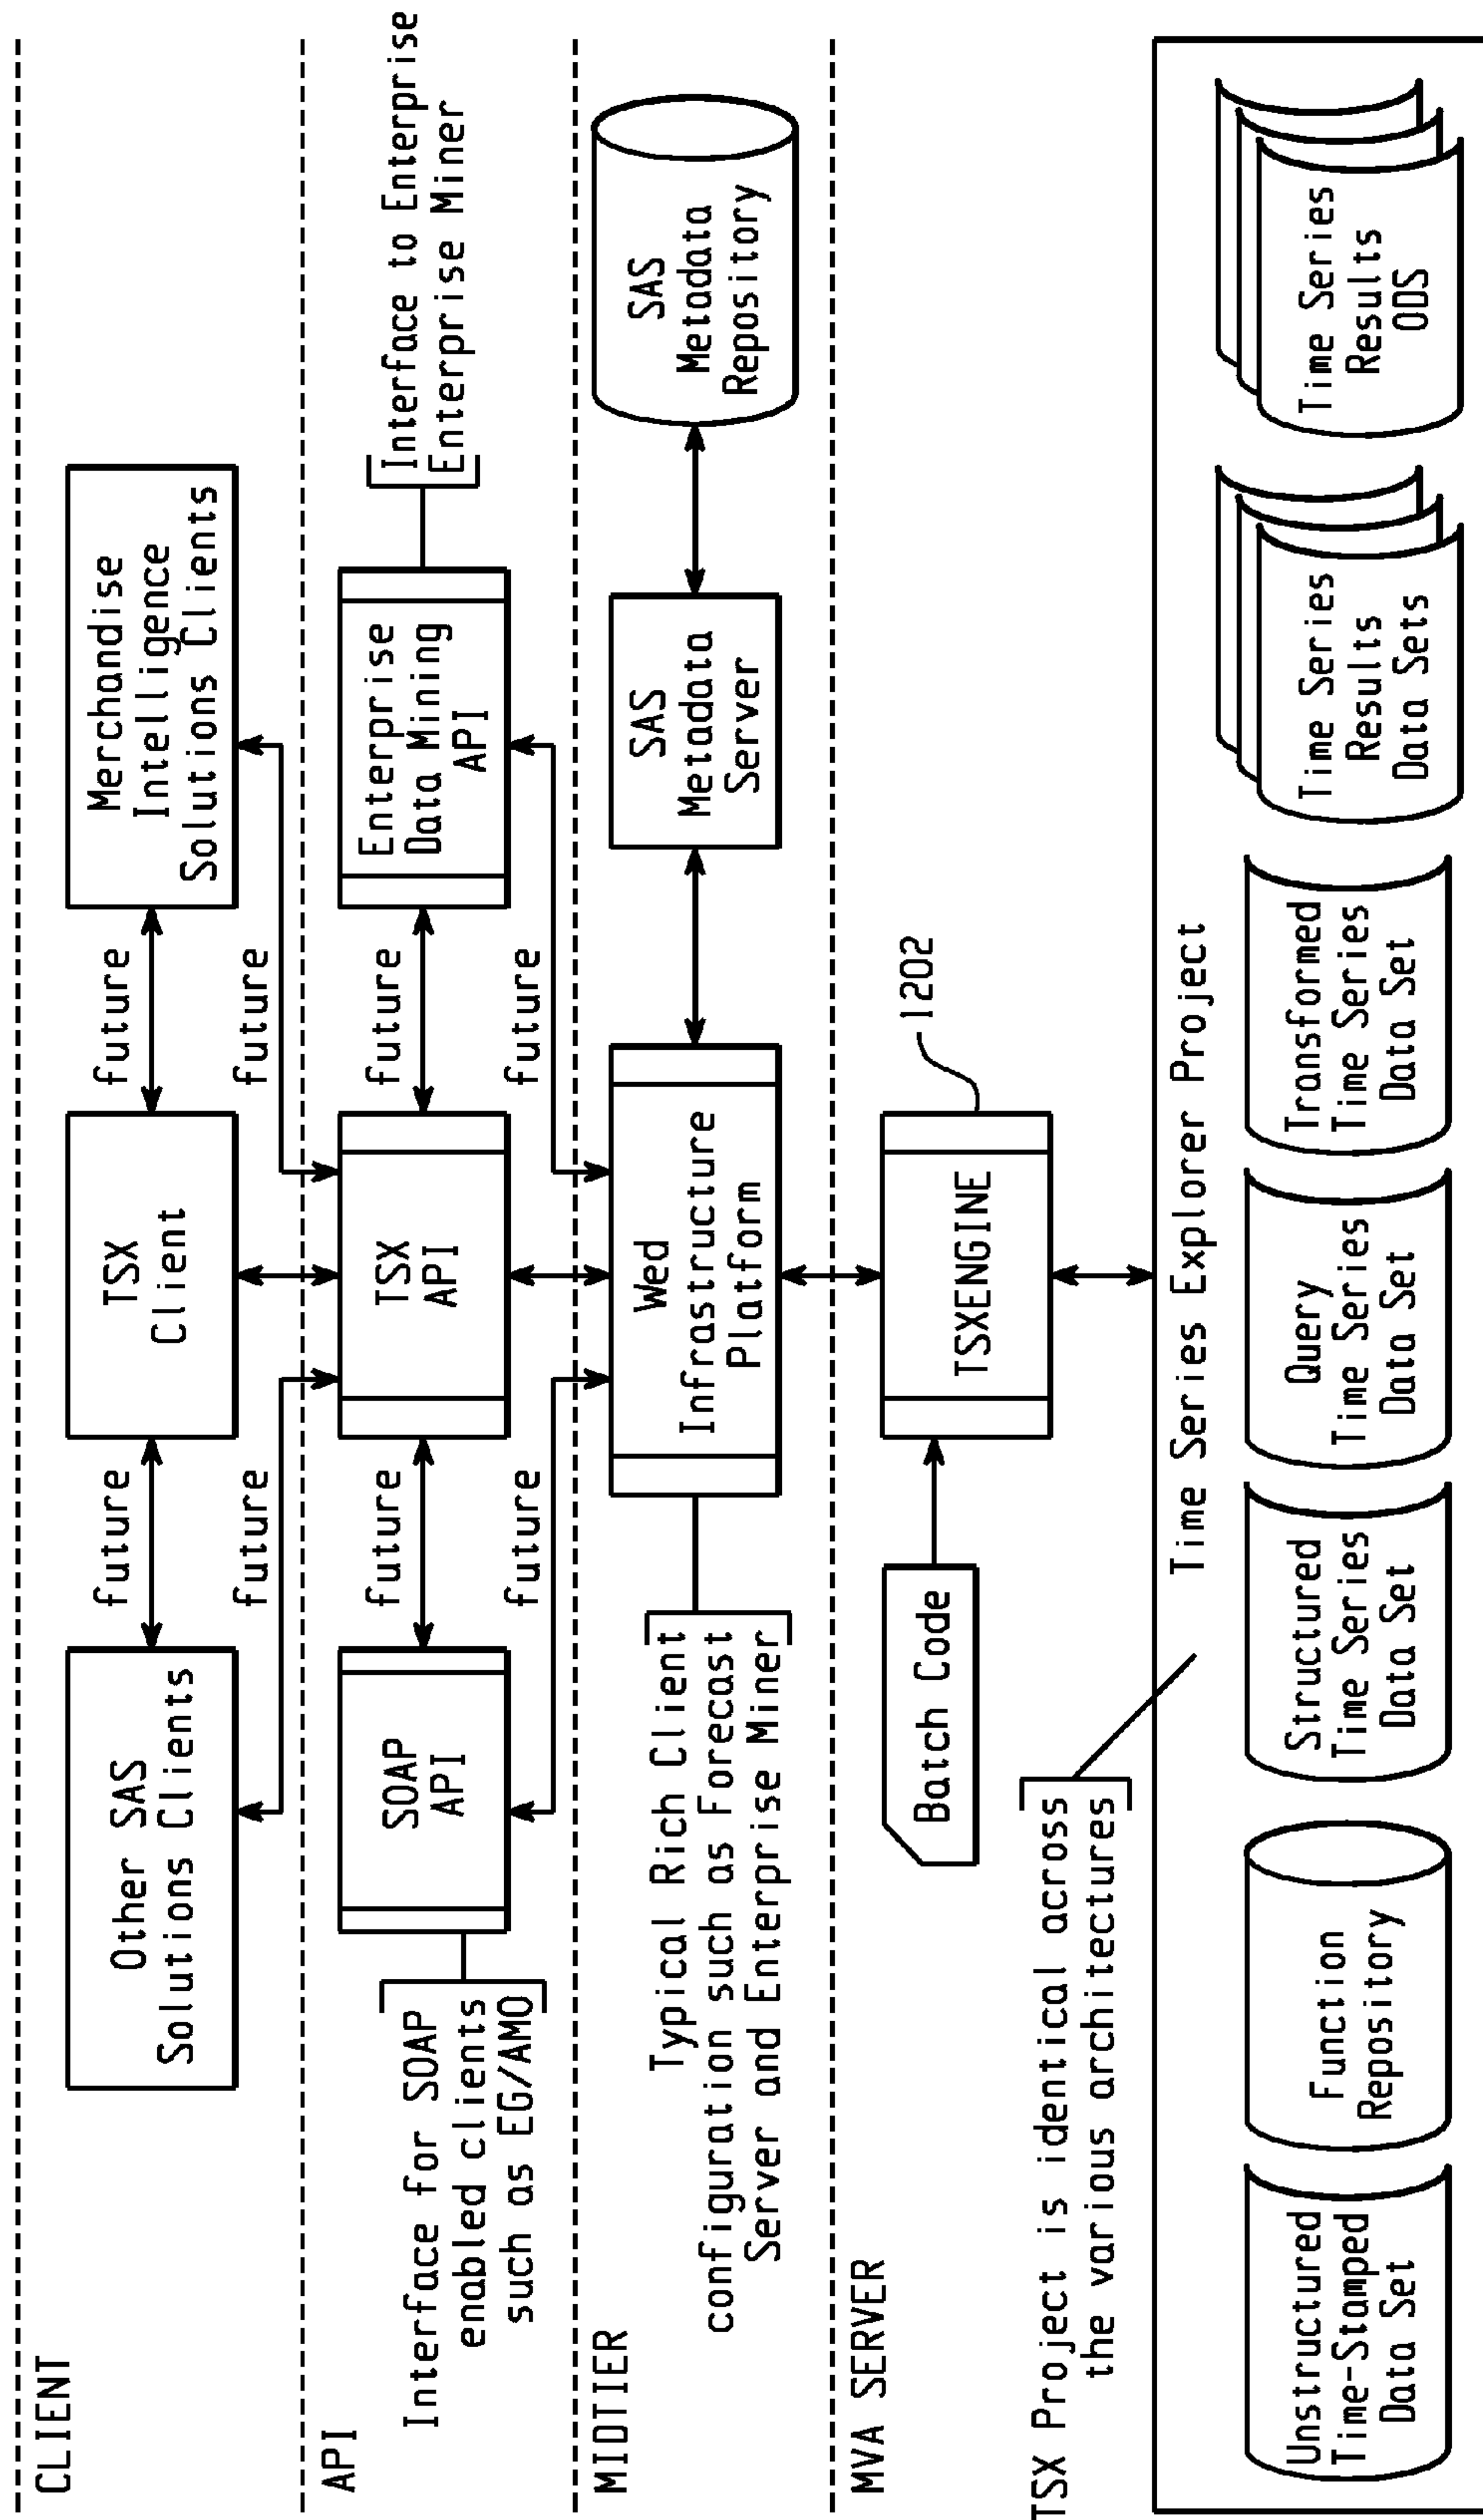 CLIENT
Other SAS
Solutions Clients
future
TSX
Client
future
Merchandise
Intelligence
Solutions Clients
future
future
API
Interface for SOAP
enabled clients
such as EG/AMO
SOAP
API
future
TSX
API
future
Enterprise
Data Mining
API
Interface to Enterprise
Enterprise Miner
future
future
MIDTIER
Typical Rich Client
configuration such as Forecast
Server and Enterprise Miner
Wed
Infrastructure
Platform
SAS
Metadata
Server
SAS
Metadata
Repository
MVA SERVER
Batch Code
TSXENGINE
1202
TSX Project is identical across
the various architectures
Time Series Explorer Project
Unstructured
Time-Stamped
Data Set
Function
Repository
Structured
Time Series
Data Set
Query
Time Series
Data Set
Transformed
Time Series
Data Set
Time Series
Results
Data Sets
Time Series
Results
ODS